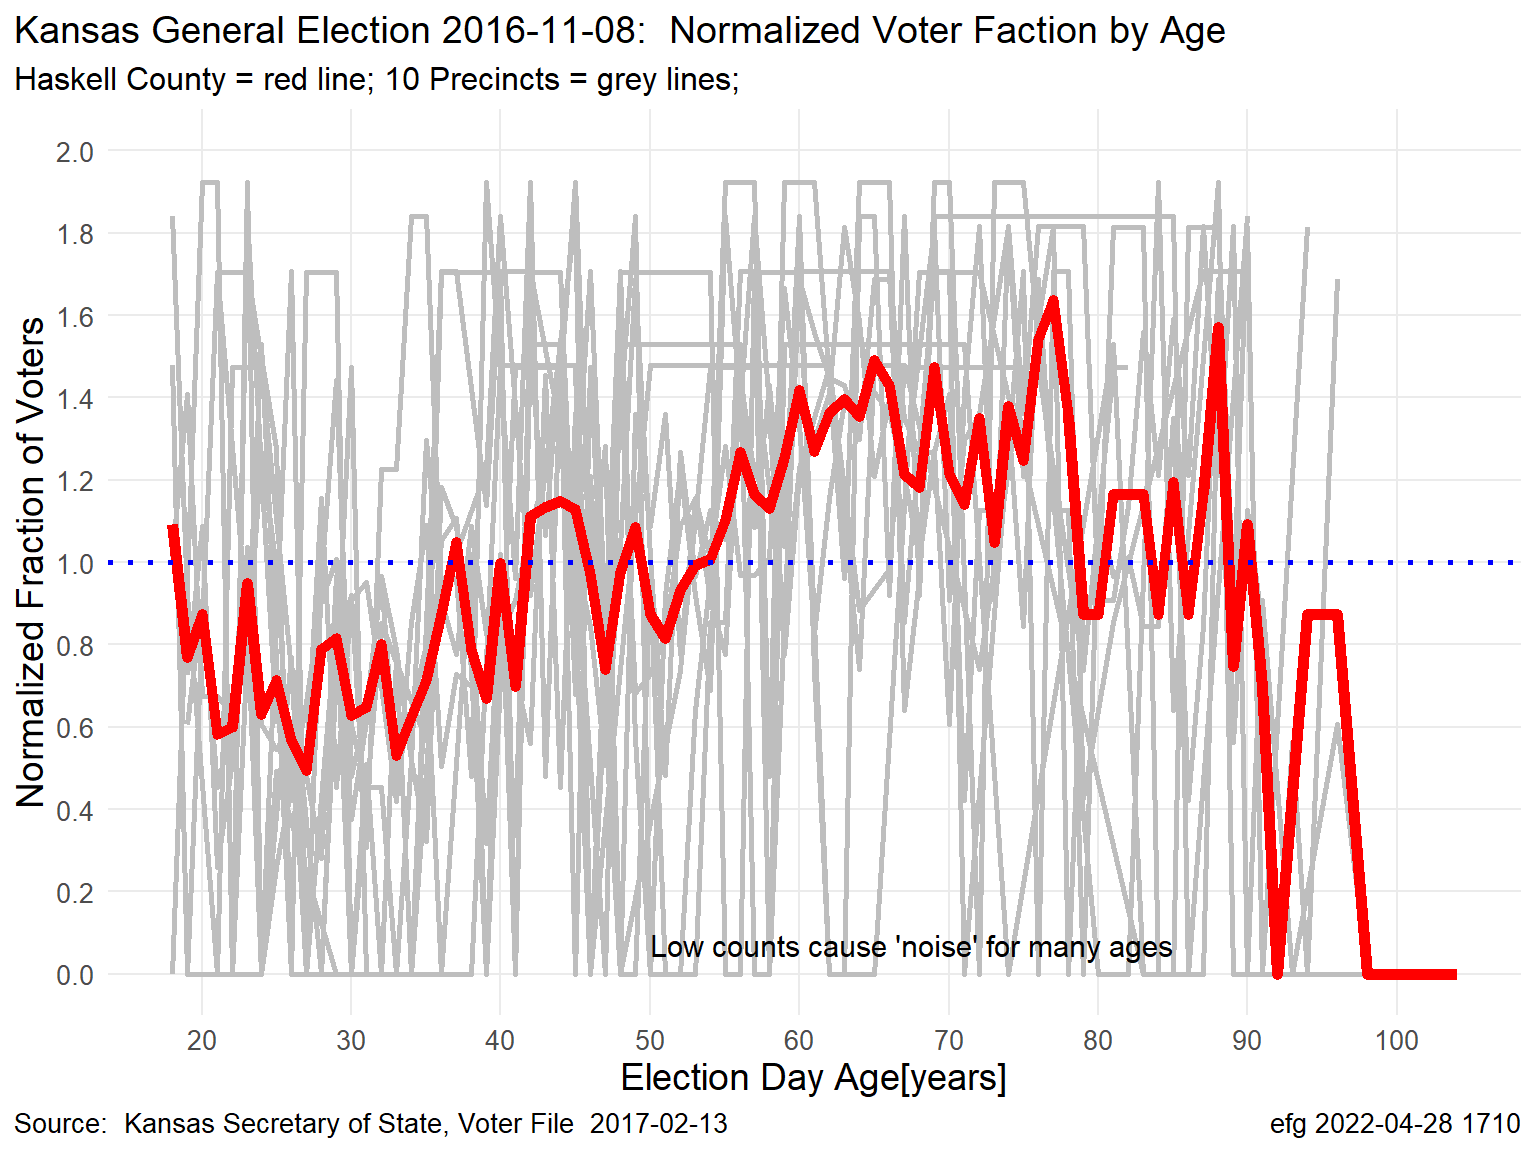 Kansas General Election 2016-11-08:  Normalized Voter Faction by Age
Haskell County = red line; 10 Precincts = grey lines;
Normalized Fraction of Voters
2.0
1.8
1.6
1.4
1.2
1.0
0.8
0.6
0.4
0.2
0.0
Low counts cause 'noise' for many ages
20 30 40 50 60 70 80 90 100
Election Day Age[years]
Source:  Kansas Secretary of State, Voter File  2017-02-13
efg 2022-04-28 1710